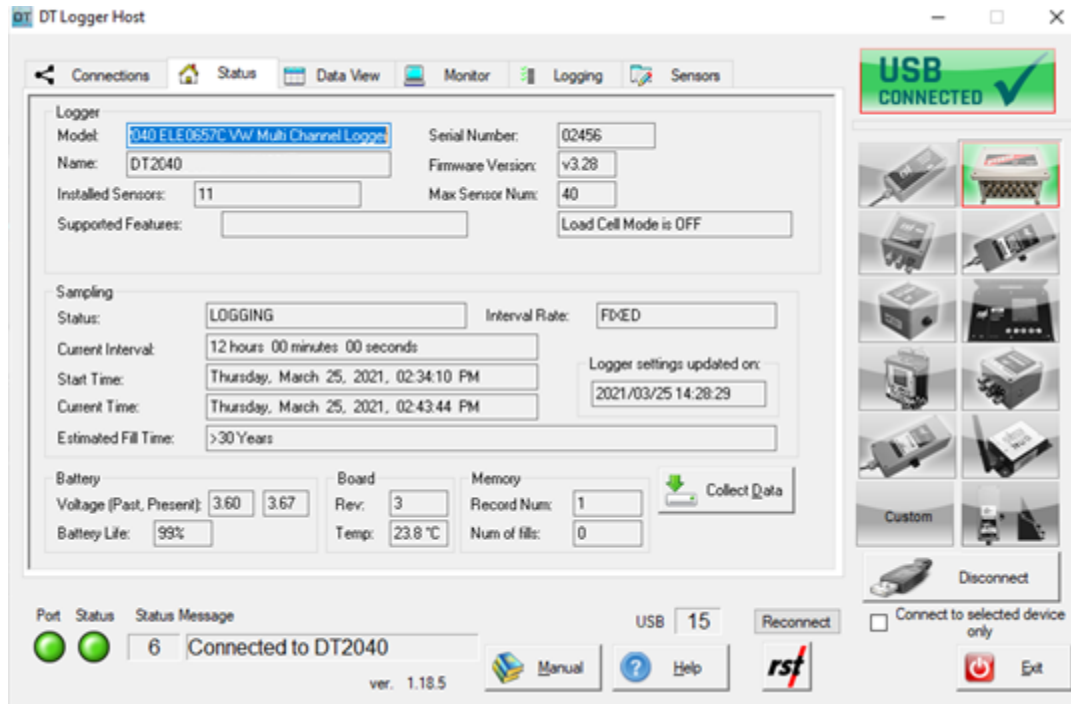 DT DT Logger Host
Connections Status Data View Monitor Logging Sensors
USB
CONNECTED
Logger
Model: 040 ELE0657C VW Multi Channel Logger Serial Number: 02456
Name: DT2040 Firmware Version: v3.28
Installed Sensors: 11 Max Sensor Num: 40
Supported Features: Load Cell Mode is OFF
Sampling
Status: LOGGING Interval Rate: FIXED
Current Interval: 12 hours 00 minutes 00 seconds
Logger settings updated on:
Start Time: Thursday, March 25, 2021, 02:34:10 PM
2021/03/25 14:28:29
Current Time: Thursday, March 25, 2021, 02:43:44 PM
Estimated Fill Time: >30 Years
Battery Board Memory
Voltage (Past, Present): 3.60 3.67 Rev: 3 Record Num: 1 Collect Data
Battery Life: 99% Temp: 23.8 °C Num of fills: 0
Custom
Disconnect
Connect to selected device
only
Port Status Status Message USB 15 Reconnect
6 Connected to DT2040
Manual Help rst Exit
ver. 1.18.5